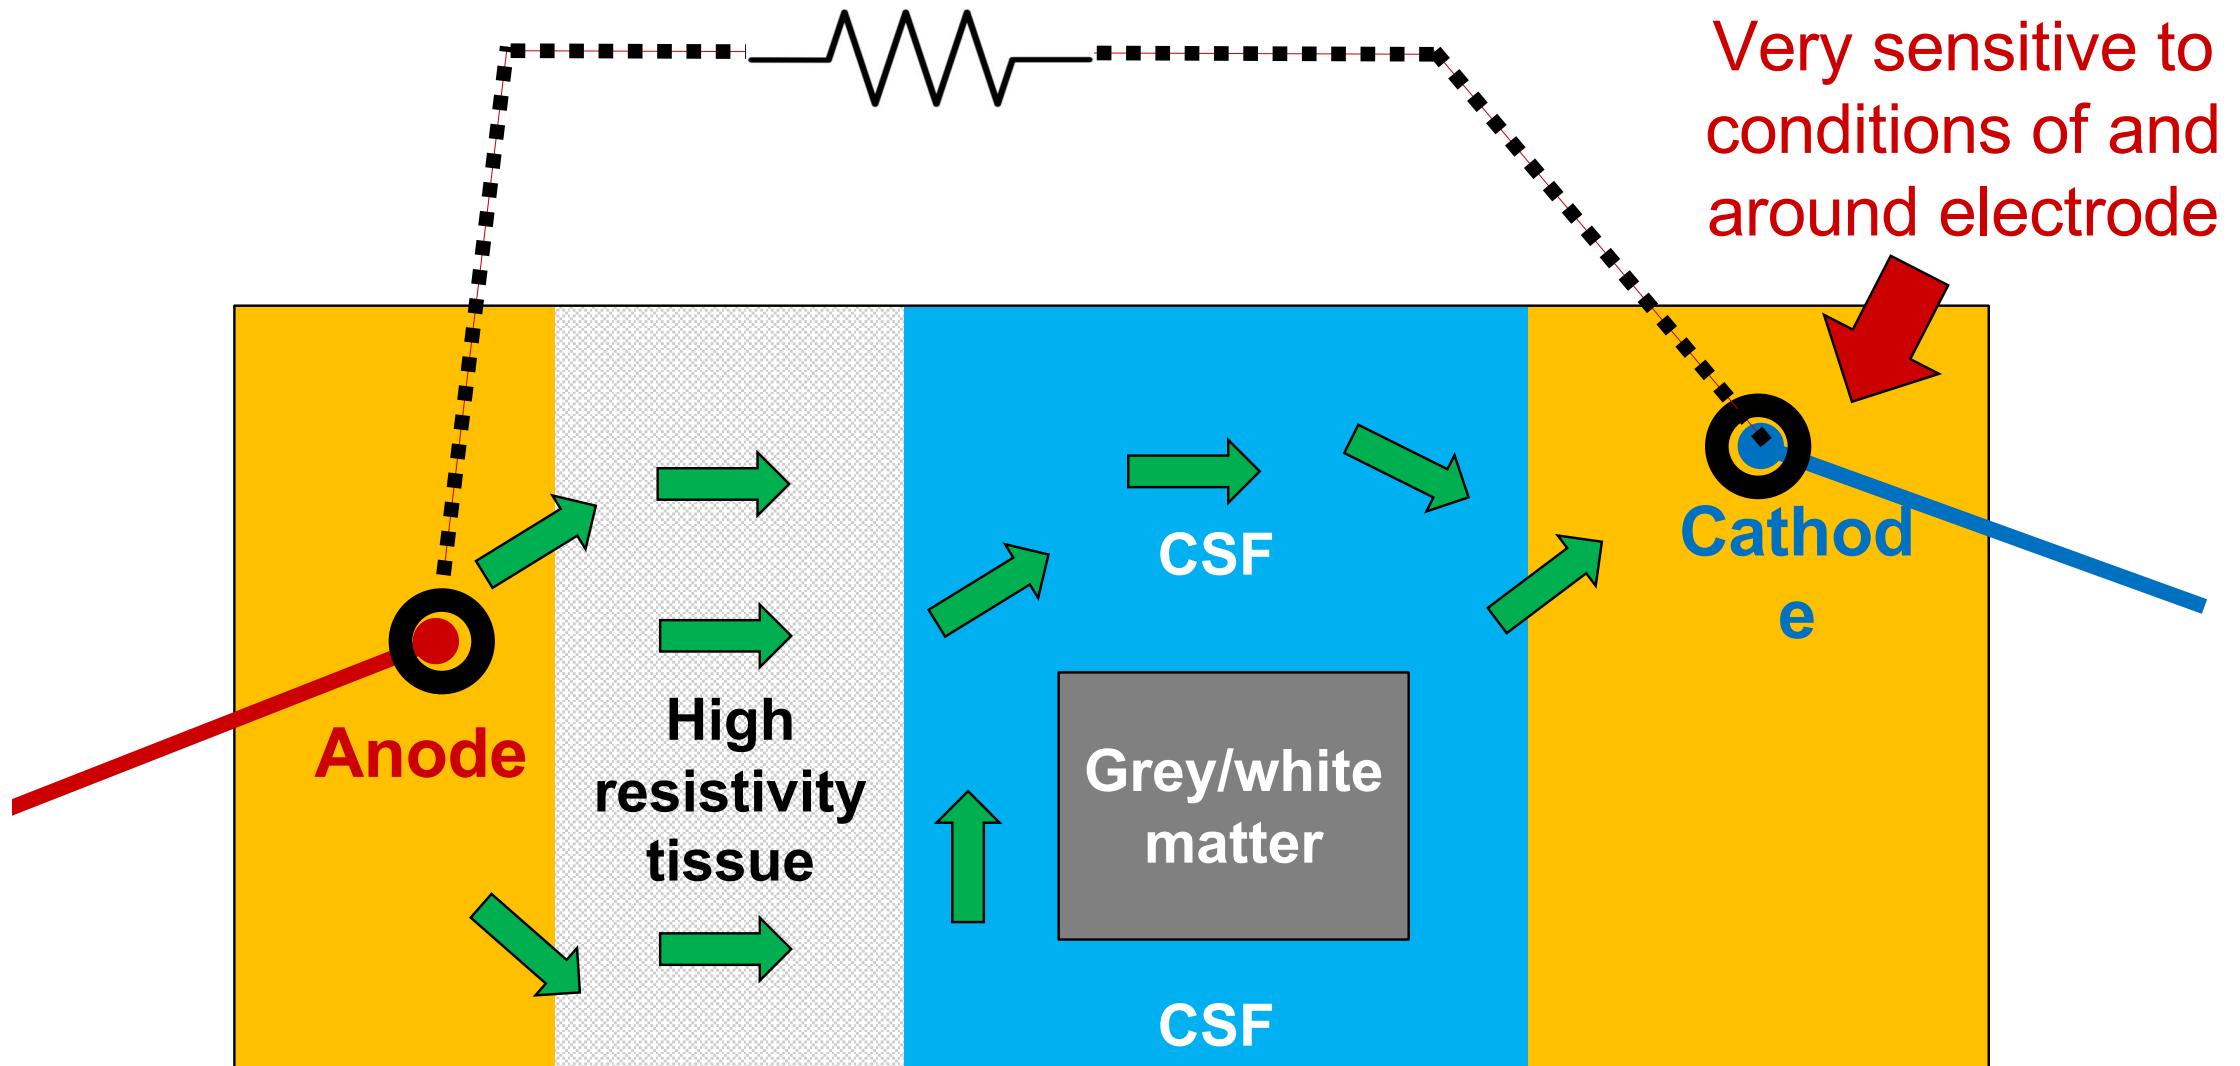 Very sensitive to
conditions of and
around electrode
CSF
Cathod
e
Anode
High
resistivity
tissue
Grey/white
matter
CSF